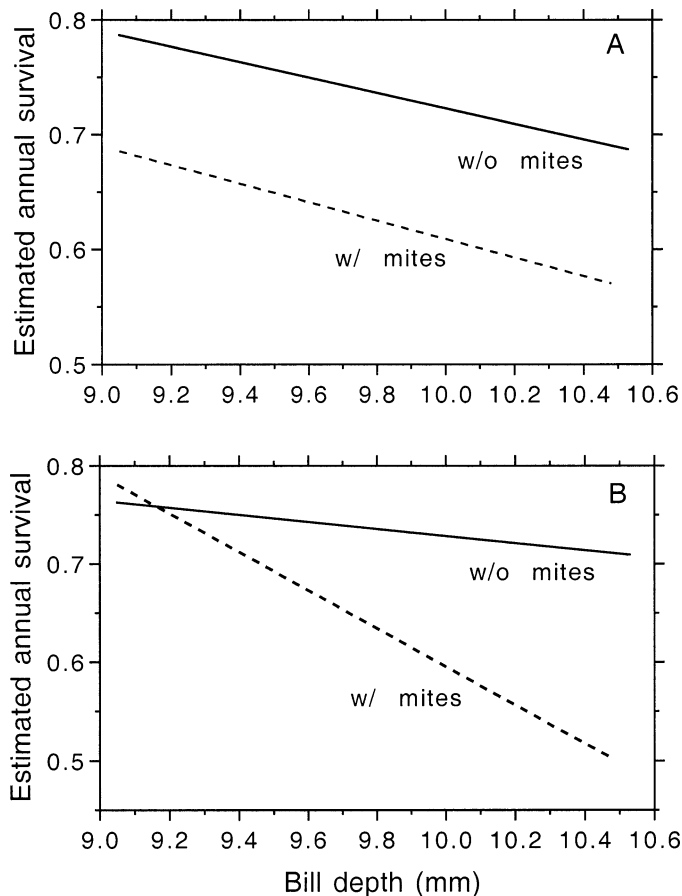 A
Estimated annual survival
0.8
0.7
0.6
0.5
w/o mites
w/ mites
9.0 9.2 9.4 9.6 9.8 10.0 10.2 10.4 10.6
B
Estimated annual survival
0.8
0.7
0.6
0.5
w/o mites
w/ mites
9.0 9.2 9.4 9.6 9.8 10.0 10.2 10.4 10.6
Bill depth (mm)